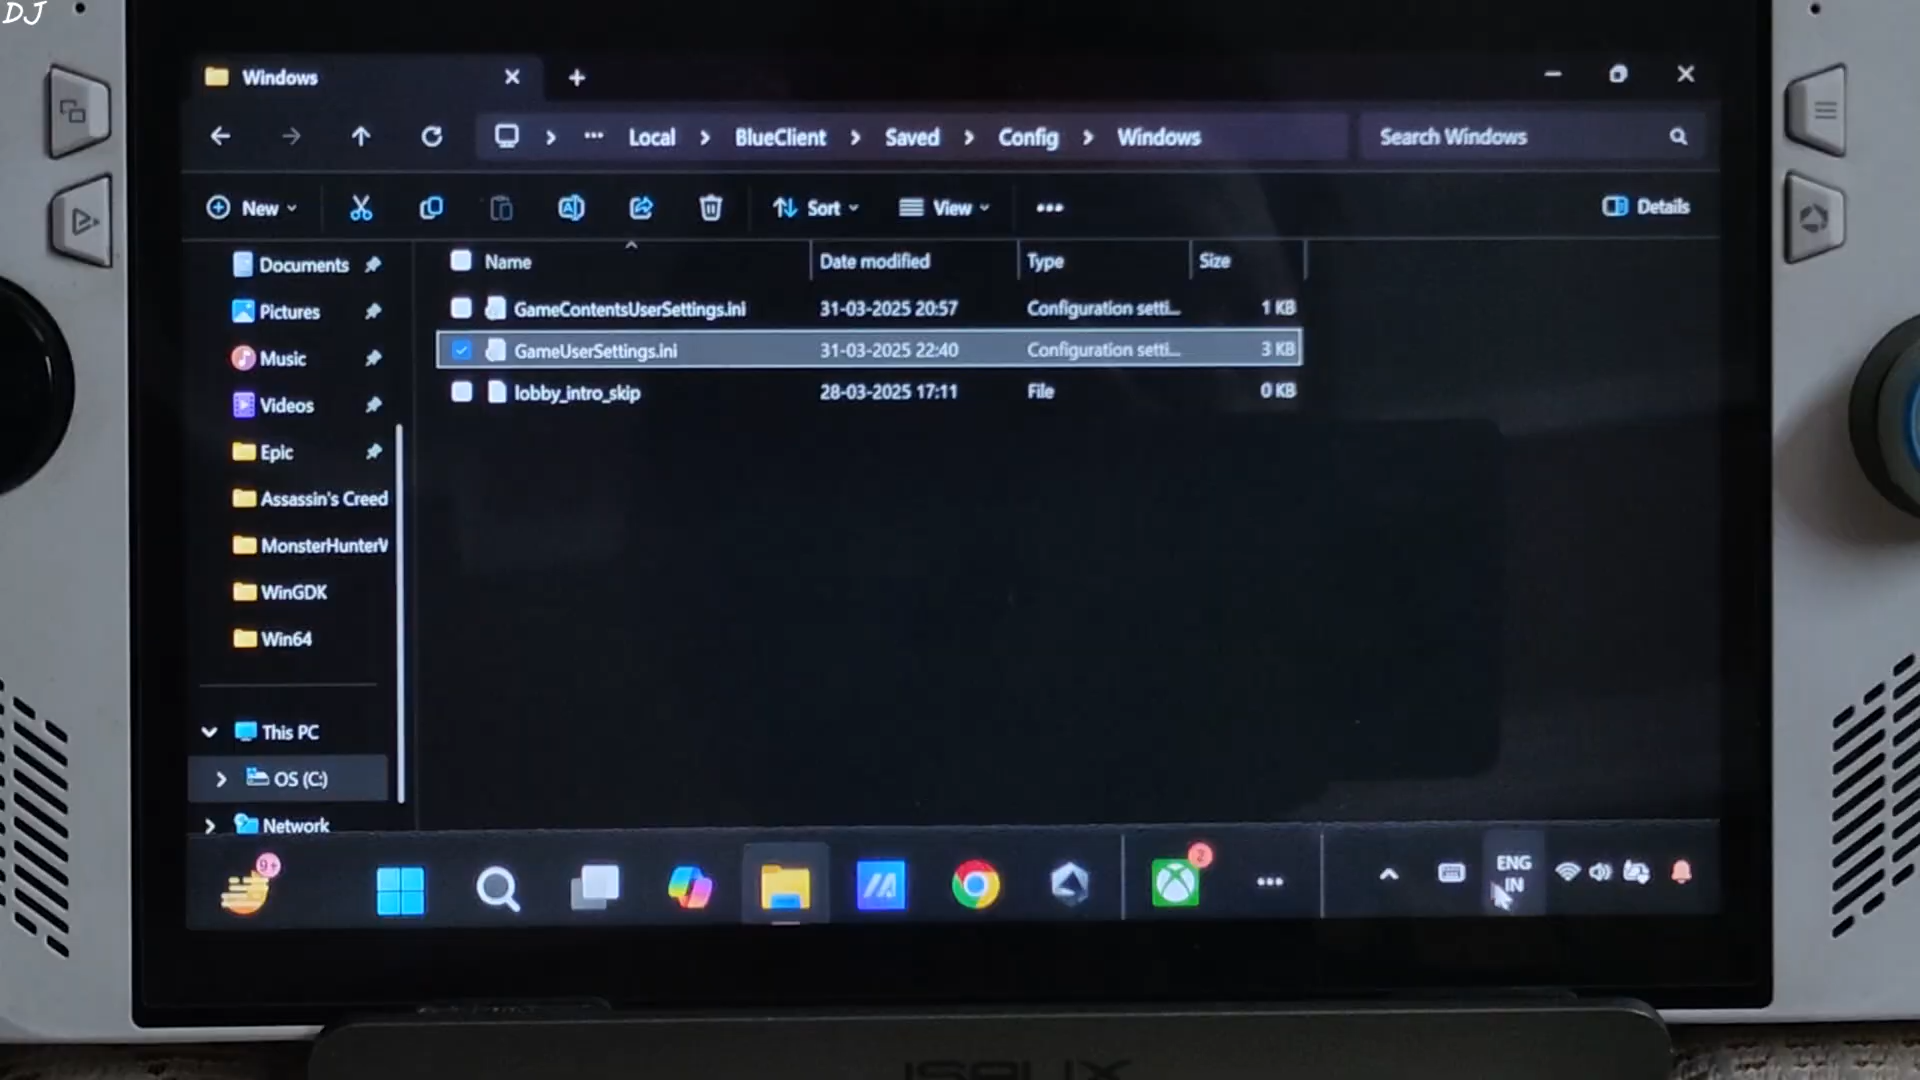 DJ
Windows
Local > BlueClient > Saved > Config > Windows
Search Windows
New
Sort
View
Details
Name Date modified Type Size
Documents
Pictures
Music
Videos
Epic
Assassin's Creed
MonsterHunterW
WinGDK
Win64
This PC
OS (C:)
Network
GameContentsUserSettings.ini 31-03-2025 20:57 Configuration setti... 1 KB
GameUserSettings.ini 31-03-2025 22:40 Configuration setti... 3 KB
lobby_intro_skip 28-03-2025 17:11 File 0 KB
9+
2
ENG
IN